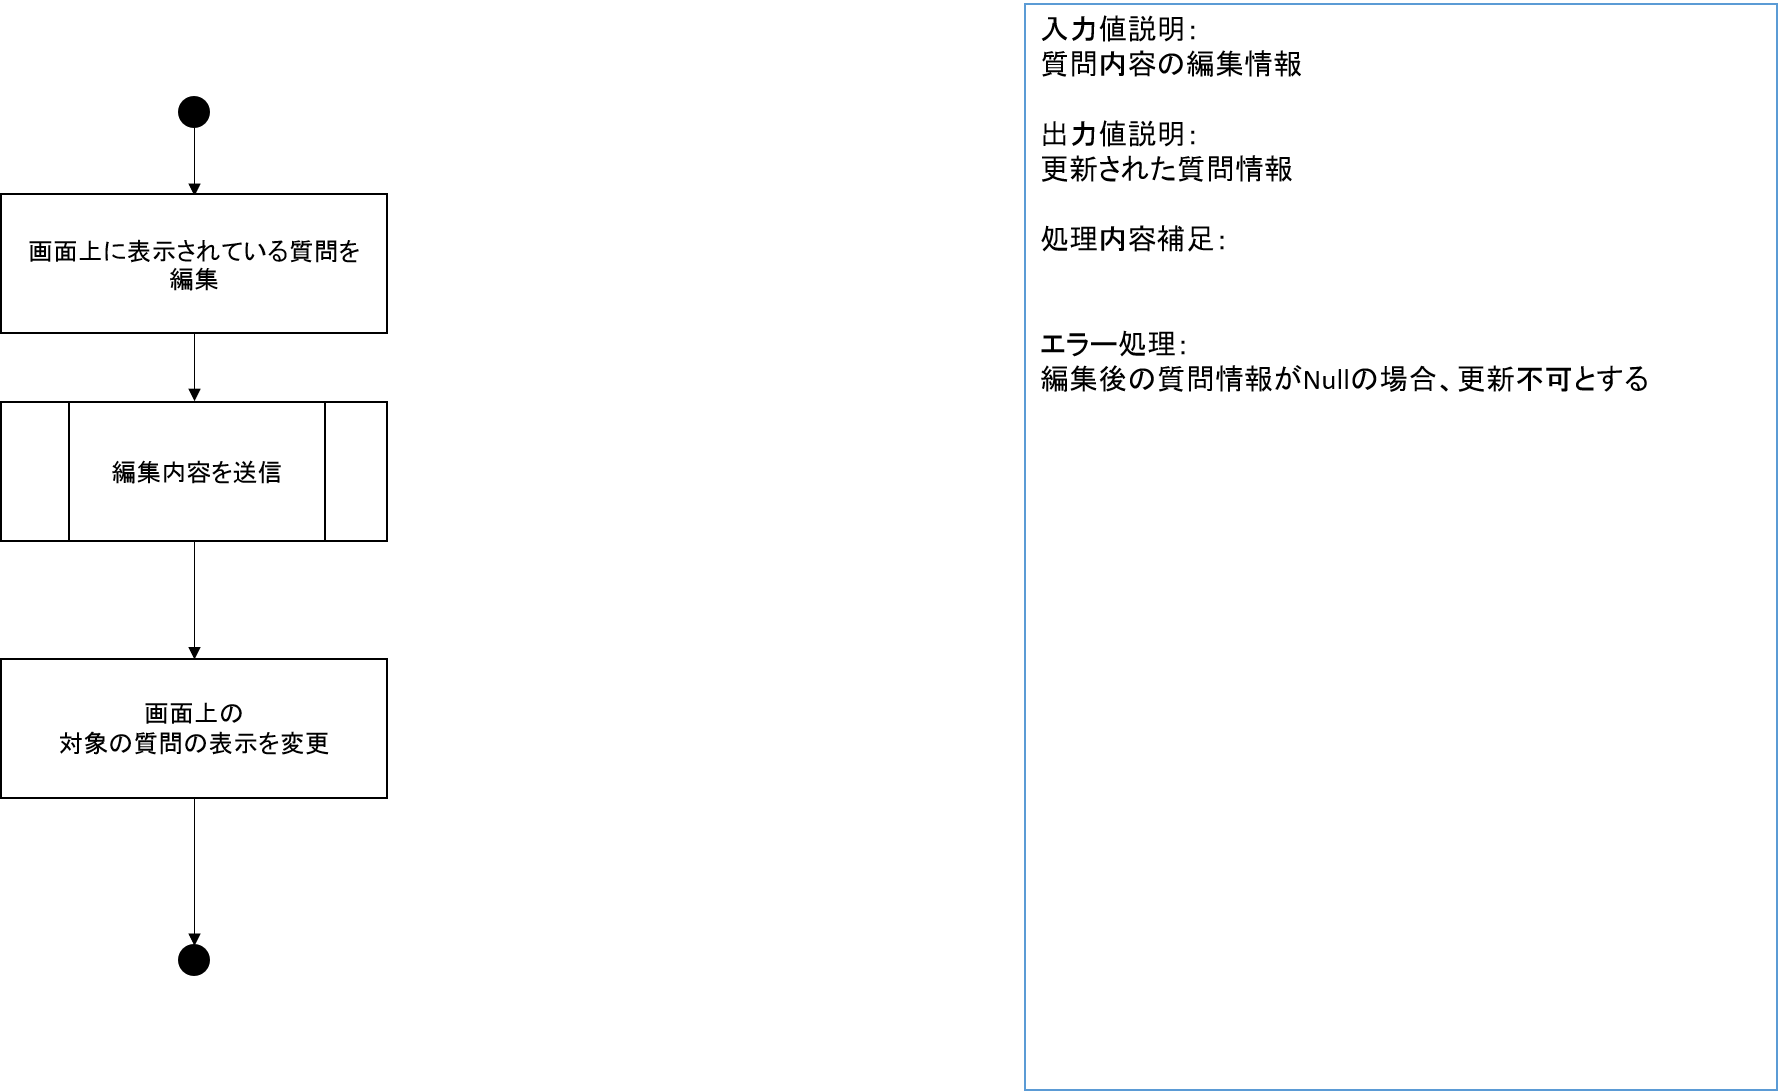 画面上に表示されている質問を
編集
編集内容を送信
画面上の
対象の質問の表示を変更
入力値説明：
質問内容の編集情報
出力値説明：
更新された質問情報
処理内容補足：
エラー処理：
編集後の質問情報がNullの場合、更新不可とする